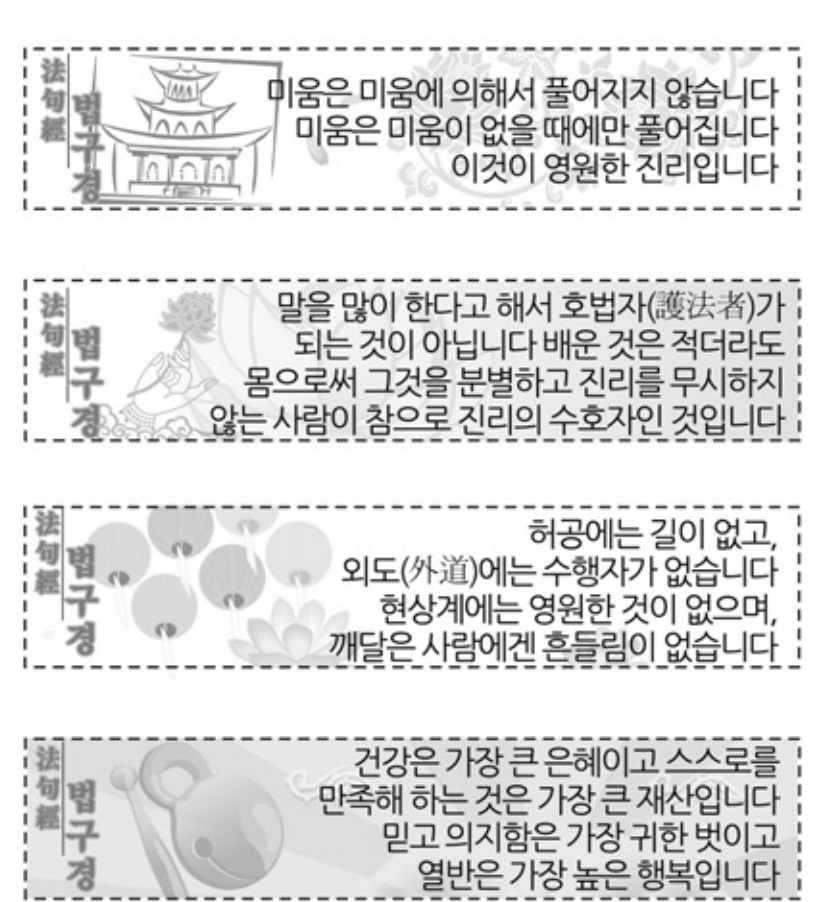 法句經
법구경
미움은 미움에 의해서 풀어지지 않습니다
미움은 미움이 없을 때에만 풀어집니다
이것이 영원한 진리입니다
法句經
법구경
말을 많이 한다고 해서 호법자(護法者)가
되는 것이 아닙니다 배운 것은 적더라도
몸으로써 그것을 분별하고 진리를 무시하지
않는 사람이 참으로 진리의 수호자인 것입니다
法句經
법구경
허공에는 길이 없고,
외도(外道)에는 수행자가 없습니다
현상계에는 영원한 것이 없으며,
깨달은 사람에겐 흔들림이 없습니다
法句經
법구경
건강은 가장 큰 은혜이고 스스로를
만족해 하는 것은 가장 큰 재산입니다
믿고 의지함은 가장 귀한 벗이고
열반은 가장 높은 행복입니다